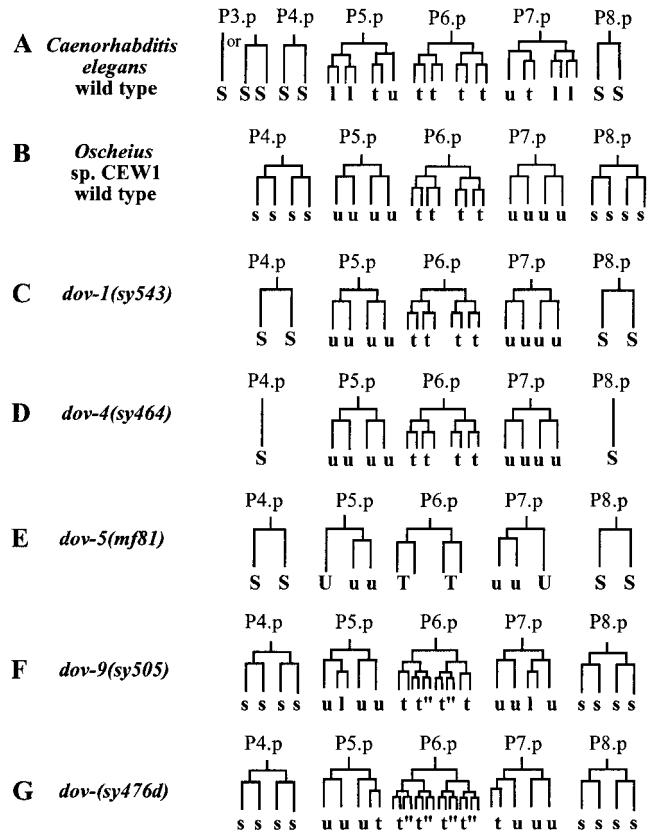 P3.p P4.p P5.p P6.p P7.p P8.p
A Caenorhabditis elegans wild type
or
S S S S S l l t u t t t t u t l l S S
P4.p P5.p P6.p P7.p P8.p
B Oscheius sp. CEW1 wild type
s s s s u u u u t t t t u u u u s s s s
P4.p P5.p P6.p P7.p P8.p
C dov-1(sy543)
S S u u u u t t t t u u u u S S
P4.p P5.p P6.p P7.p P8.p
D dov-4(sy464)
S u u u u t t t t u u u u S
P4.p P5.p P6.p P7.p P8.p
E dov-5(mf81)
S S U u u T T u u U S S
P4.p P5.p P6.p P7.p P8.p
F dov-9(sy505)
s s s s u l u u t t" t" t u u l u s s s s
P4.p P5.p P6.p P7.p P8.p
G dov-(sy476d)
s s s s u u u t t" t" t" t" t u u u s s s s